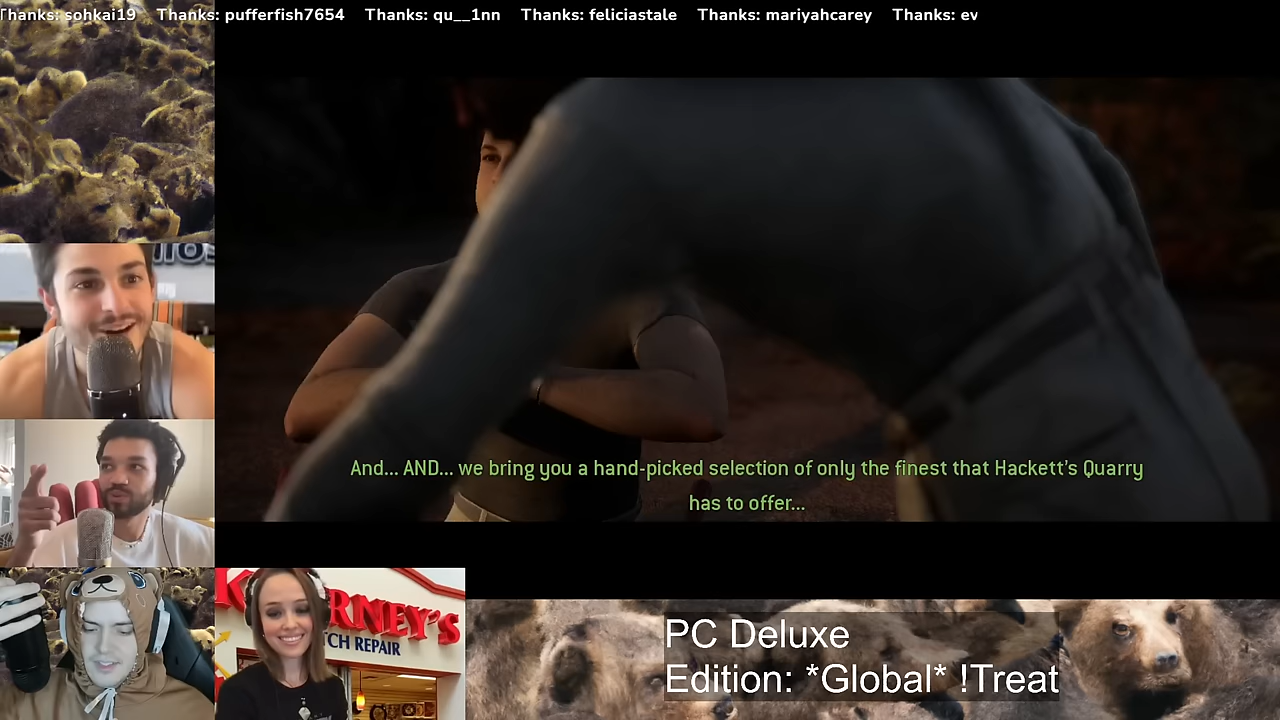 Thanks: sohkai19 Thanks: pufferfish7654 Thanks: qu__1nn Thanks: feliciastale Thanks: mariyahcarey Thanks: ev
And... AND... we bring you a hand-picked selection of only the finest that Hackett's Quarry
has to offer...
RNEY'S
TCH REPAIR
PC Deluxe
Edition: *Global* !Treat